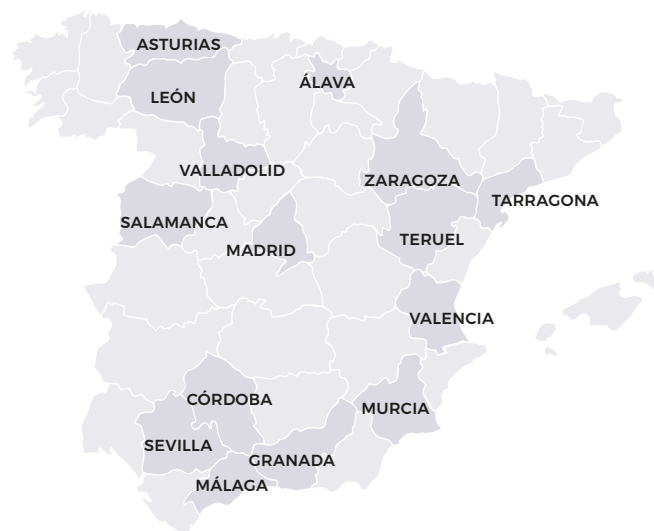 ASTURIAS
ÁLAVA
LEÓN
VALLADOLID
ZARAGOZA
TARRAGONA
SALAMANCA
TERUEL
MADRID
VALENCIA
CÓRDOBA
MURCIA
SEVILLA
GRANADA
MÁLAGA